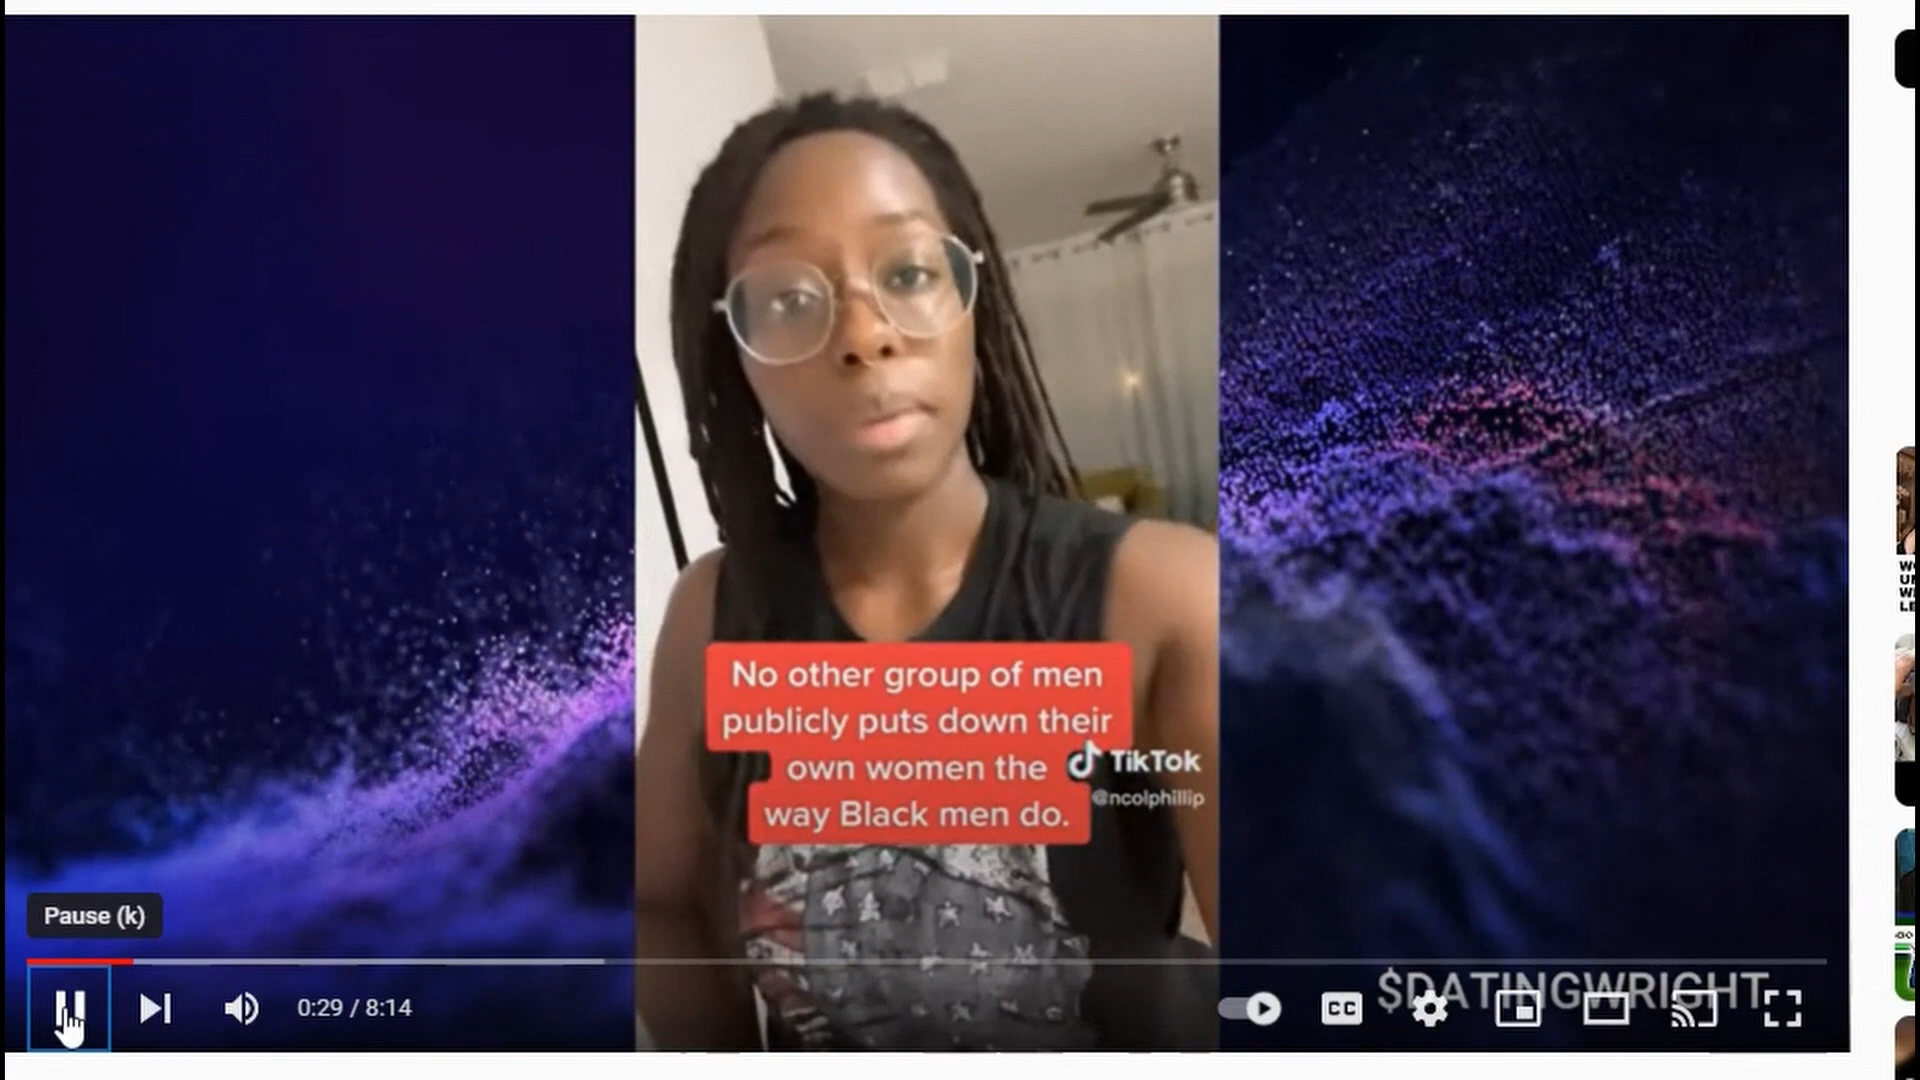 No other group of men
publicly puts down their
own women the
way Black men do.
TikTok
@ncolphillip
Pause (k)
0:29 / 8:14
CC
$DATINGWRIGHT